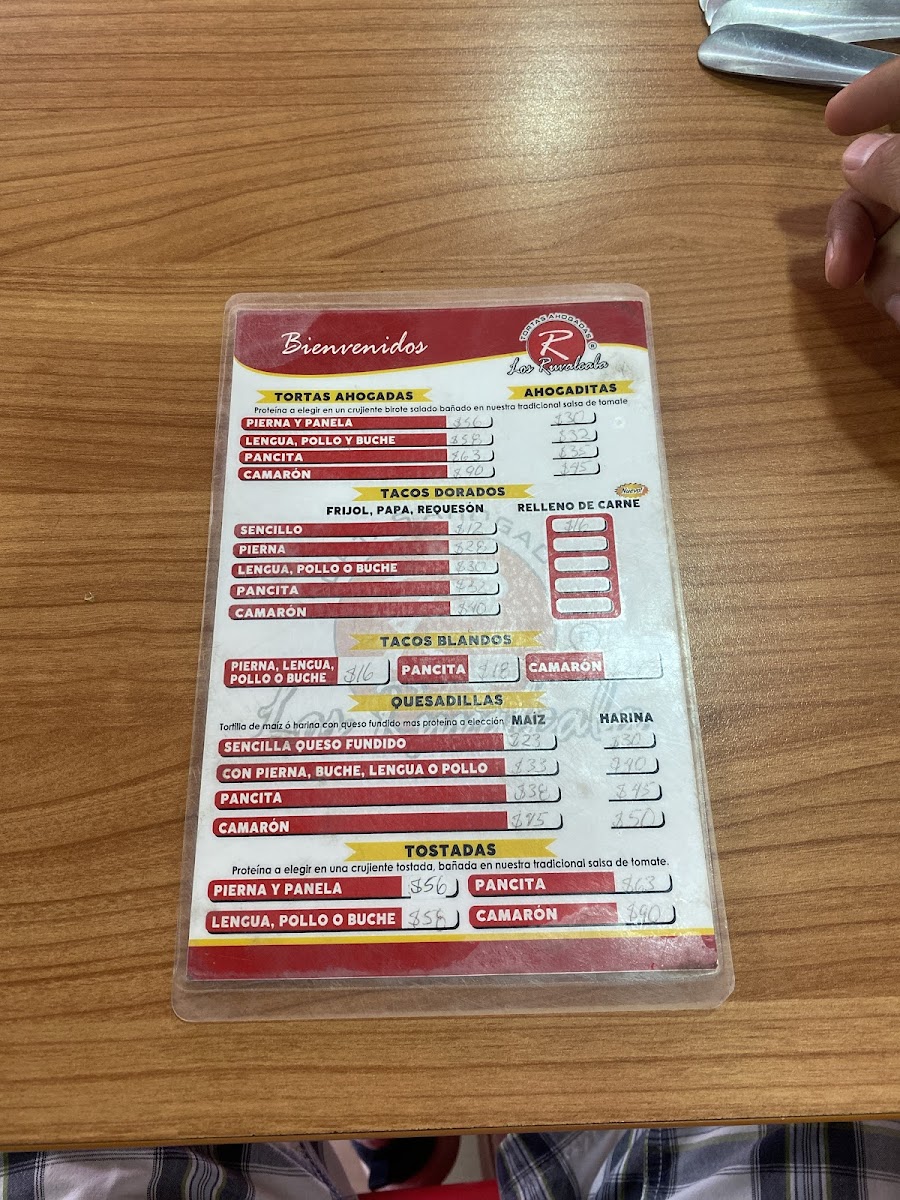 Bienvenidos
TORTAS AHOGADAS
R ®
Los Ruvalcaba
TORTAS AHOGADAS AHOGADITAS
Proteína a elegir en un crujiente birote salado bañado en nuestra tradicional salsa de tomate
PIERNA Y PANELA $56 $30
LENGUA, POLLO Y BUCHE $58 $32
PANCITA $63 $35
CAMARÓN $90 $45
TACOS DORADOS
Nuevo!
FRIJOL, PAPA, REQUESÓN RELLENO DE CARNE
SENCILLO $12 $16
PIERNA $28
LENGUA, POLLO O BUCHE $30
PANCITA $32
CAMARÓN $40
TACOS BLANDOS
PIERNA, LENGUA,
POLLO O BUCHE $16 PANCITA $18 CAMARÓN
QUESADILLAS
Tortilla de maíz ó harina con queso fundido mas proteína a elección MAÍZ HARINA
SENCILLA QUESO FUNDIDO $23 $30
CON PIERNA, BUCHE, LENGUA O POLLO $33 $40
PANCITA $38 $45
CAMARÓN $45 $50
TOSTADAS
Proteína a elegir en una crujiente tostada, bañada en nuestra tradicional salsa de tomate.
PIERNA Y PANELA $56 PANCITA $63
LENGUA, POLLO O BUCHE $58 CAMARÓN $90